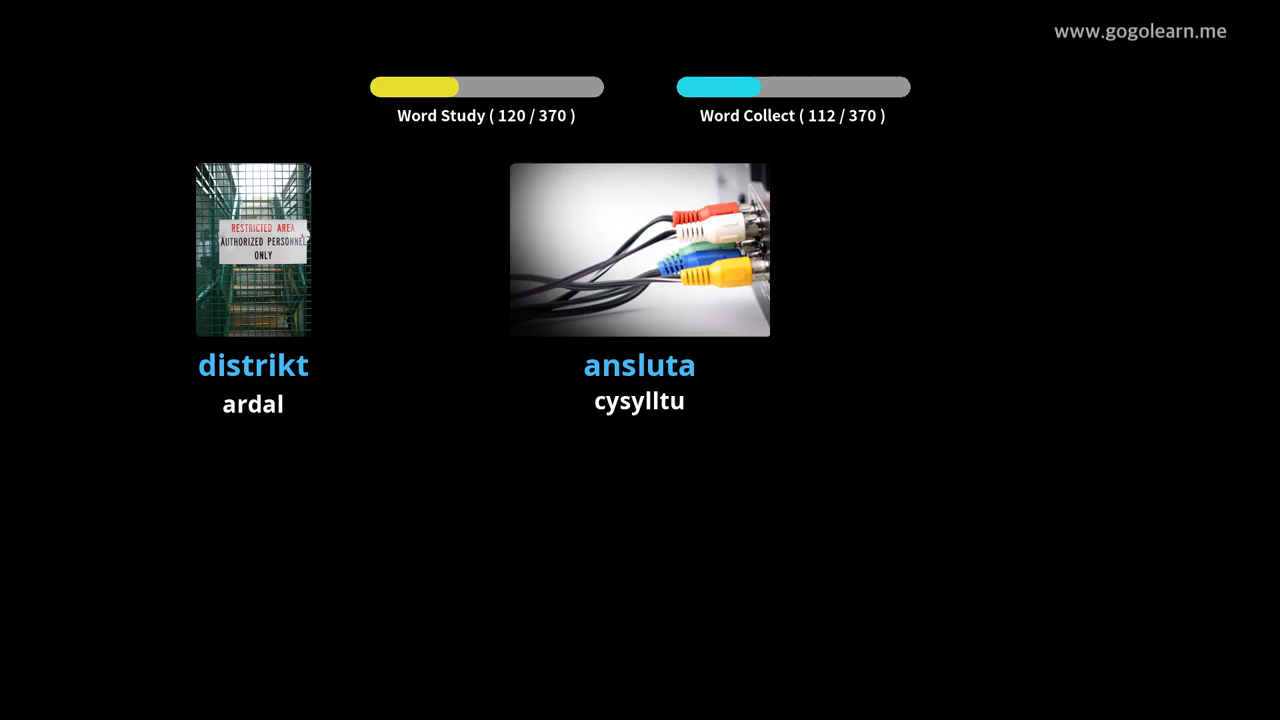 www.gogolearn.me
Word Study ( 120 / 370 )
Word Collect ( 112 / 370 )
RESTRICTED AREA
AUTHORIZED PERSONNEL
ONLY
distrikt
ardal
ansluta
cysylltu